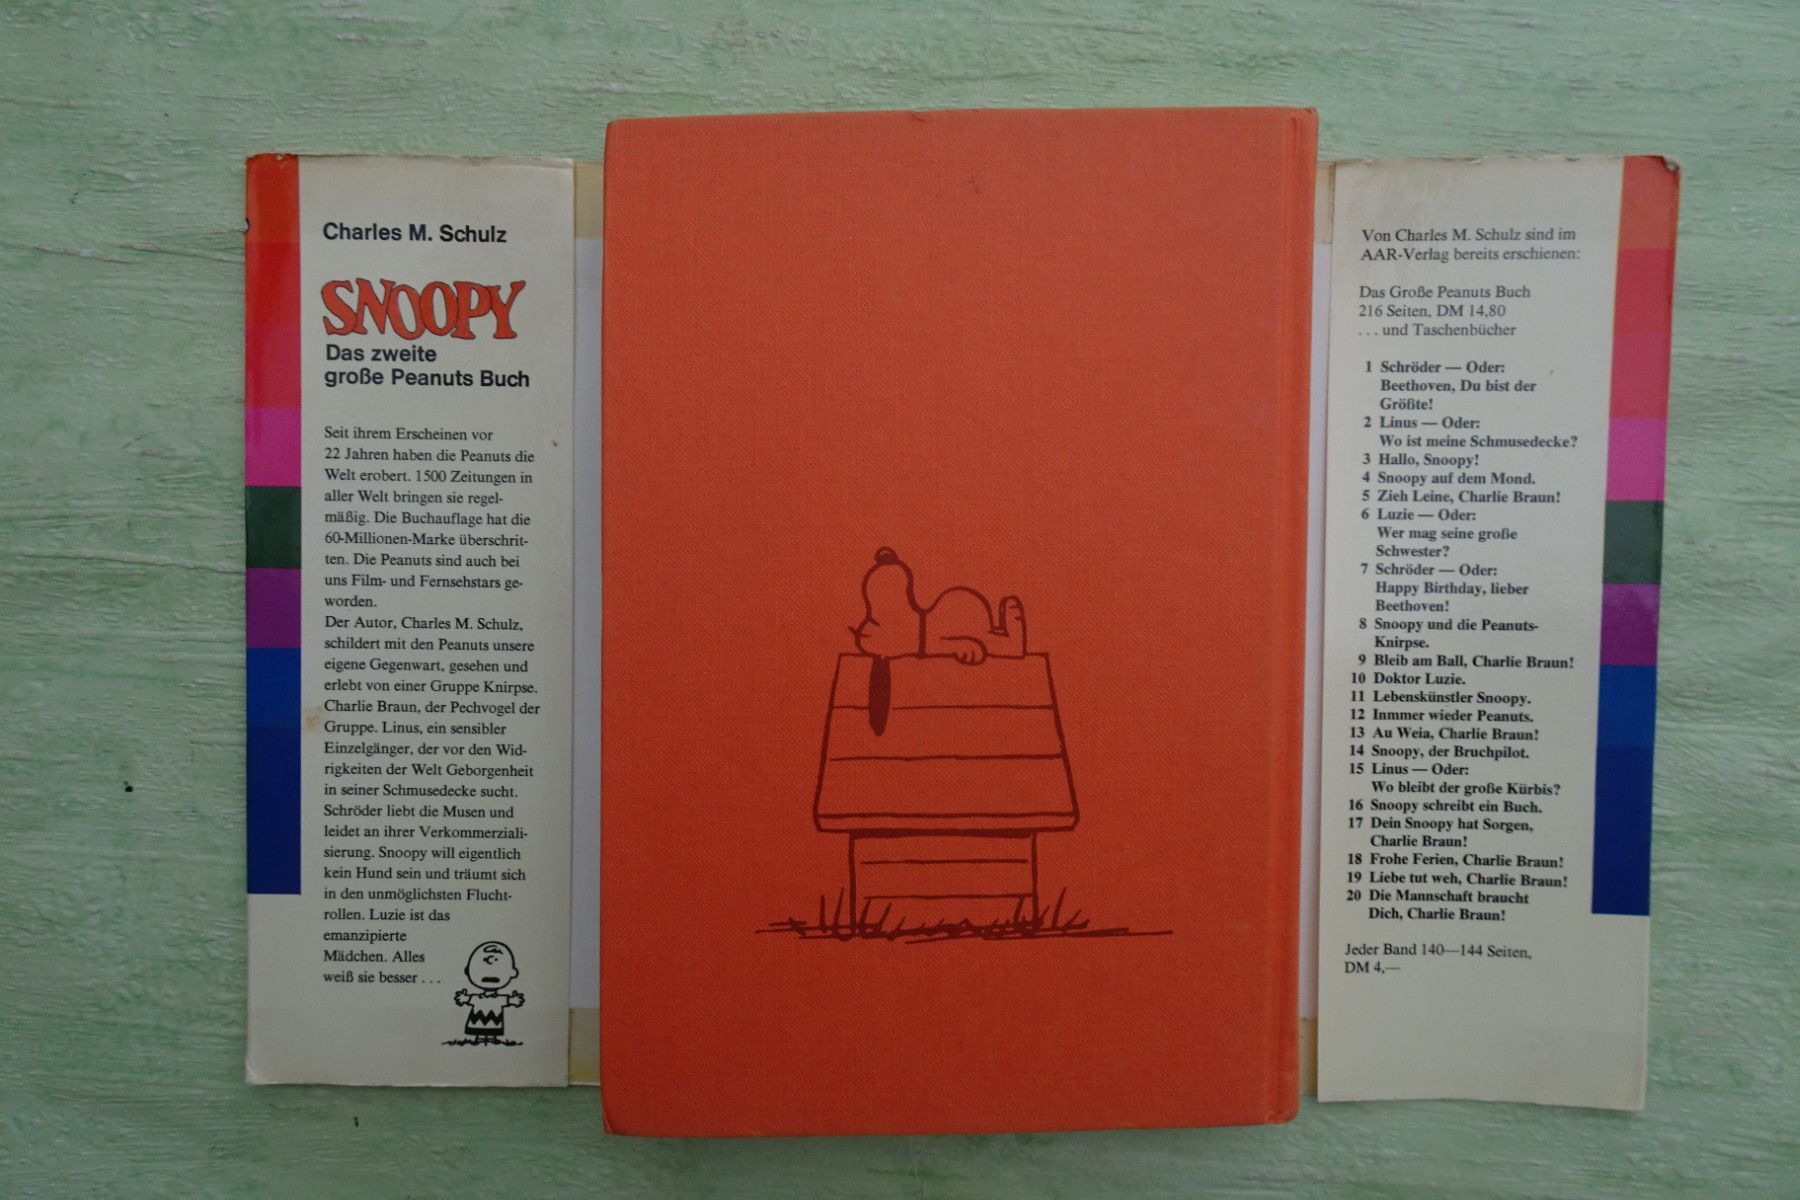 Charles M. Schulz
SNOOPY
Das zweite
große Peanuts Buch
Seit ihrem Erscheinen vor
22 Jahren haben die Peanuts die
Welt erobert. 1500 Zeitungen in
aller Welt bringen sie regel-
mäßig. Die Buchauflage hat die
60-Millionen-Marke überschrit-
ten. Die Peanuts sind auch bei
uns Film- und Fernsehstars ge-
worden.
Der Autor, Charles M. Schulz,
schildert mit den Peanuts unsere
eigene Gegenwart, gesehen und
erlebt von einer Gruppe Knirpse.
Charlie Braun, der Pechvogel der
Gruppe. Linus, ein sensibler
Einzelgänger, der vor den Wid-
rigkeiten der Welt Geborgenheit
in seiner Schmusedecke sucht.
Schröder liebt die Musen und
leidet an ihrer Verkommerziali-
sierung. Snoopy will eigentlich
kein Hund sein und träumt sich
in den unmöglichsten Flucht-
rollen. Luzie ist das
emanzipierte
Mädchen. Alles
weiß sie besser . . .
Von Charles M. Schulz sind im
AAR-Verlag bereits erschienen:
Das Große Peanuts Buch
216 Seiten, DM 14,80
. . . und Taschenbücher
1 Schröder — Oder:
Beethoven, Du bist der
Größte!
2 Linus — Oder:
Wo ist meine Schmusedecke?
3 Hallo, Snoopy!
4 Snoopy auf dem Mond.
5 Zieh Leine, Charlie Braun!
6 Luzie — Oder:
Wer mag seine große
Schwester?
7 Schröder — Oder:
Happy Birthday, lieber
Beethoven!
8 Snoopy und die Peanuts-
Knirpse.
9 Bleib am Ball, Charlie Braun!
10 Doktor Luzie.
11 Lebenskünstler Snoopy.
12 Inmmer wieder Peanuts.
13 Au Weia, Charlie Braun!
14 Snoopy, der Bruchpilot.
15 Linus — Oder:
Wo bleibt der große Kürbis?
16 Snoopy schreibt ein Buch.
17 Dein Snoopy hat Sorgen,
Charlie Braun!
18 Frohe Ferien, Charlie Braun!
19 Liebe tut weh, Charlie Braun!
20 Die Mannschaft braucht
Dich, Charlie Braun!
Jeder Band 140—144 Seiten,
DM 4,—